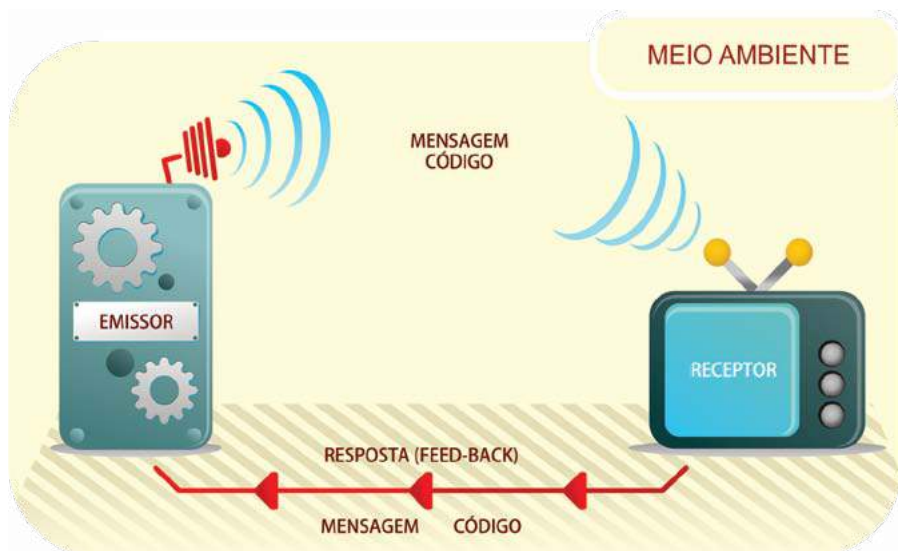 MEIO AMBIENTE
MENSAGEM
CÓDIGO
EMISSOR
RECEPTOR
RESPOSTA (FEED-BACK)
MENSAGEM CÓDIGO